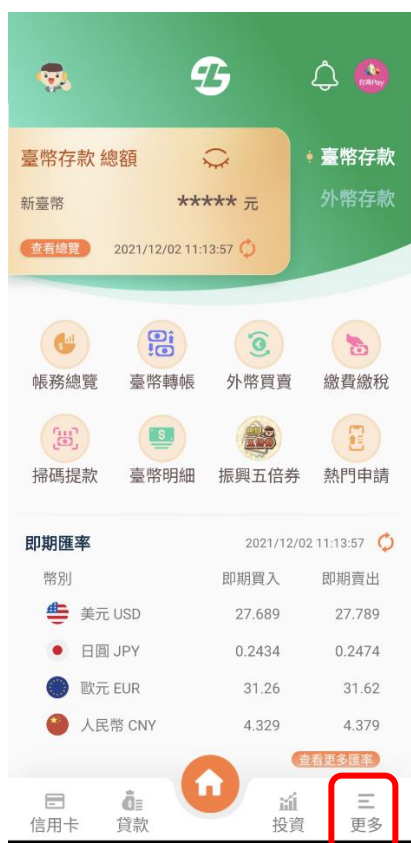 台灣Pay
臺幣存款 總額
臺幣存款
新臺幣 ***** 元
外幣存款
查看總覽 2021/12/02 11:13:57
帳務總覽 臺幣轉帳 外幣買賣 繳費繳稅
掃碼提款 臺幣明細 振興五倍券 熱門申請
即期匯率 2021/12/02 11:13:57
幣別 即期買入 即期賣出
美元 USD 27.689 27.789
日圓 JPY 0.2434 0.2474
歐元 EUR 31.26 31.62
人民幣 CNY 4.329 4.379
查看更多匯率
信用卡 貸款 投資 更多